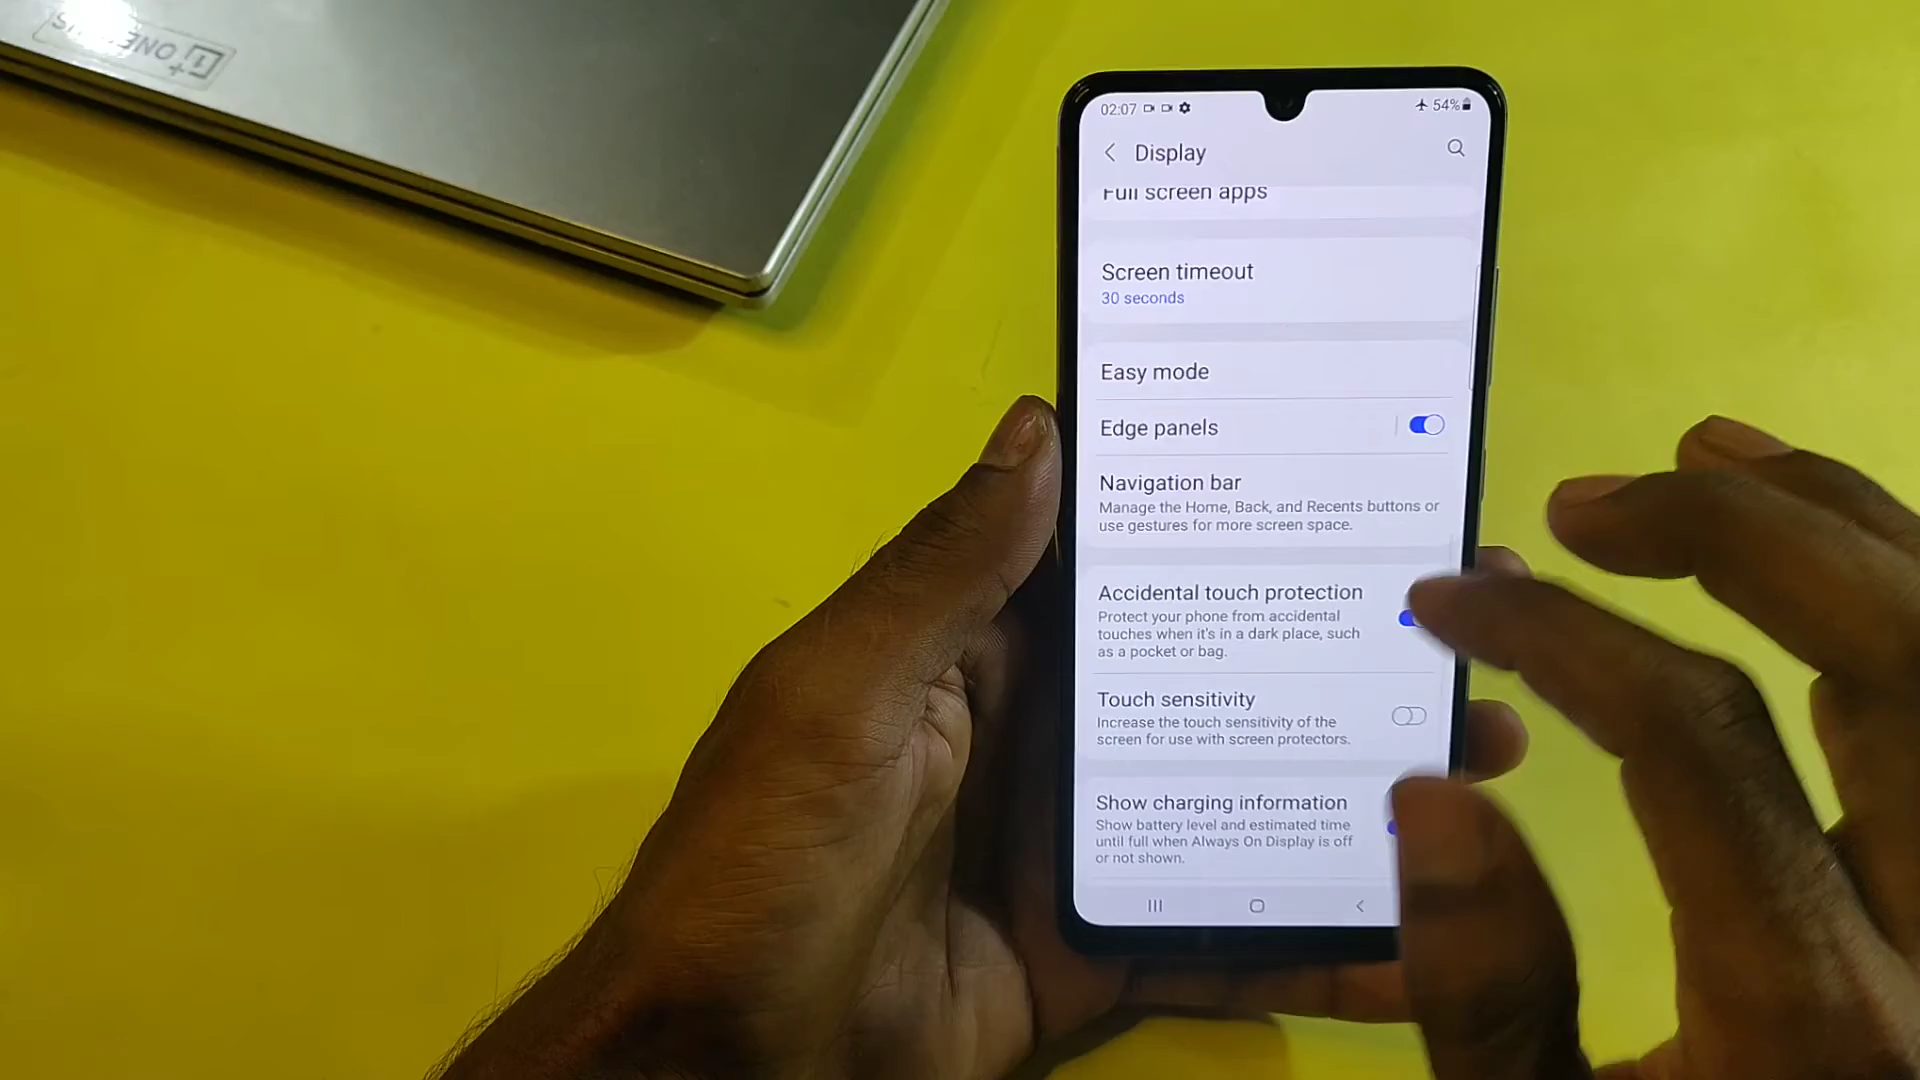 ONEPLUS
02:07
54%
Display
Full screen apps
Screen timeout
30 seconds
Easy mode
Edge panels
Navigation bar
Manage the Home, Back, and Recents buttons or
use gestures for more screen space.
Accidental touch protection
Protect your phone from accidental
touches when it's in a dark place, such
as a pocket or bag.
Touch sensitivity
Increase the touch sensitivity of the
screen for use with screen protectors.
Show charging information
Show battery level and estimated time
until full when Always On Display is off
or not shown.